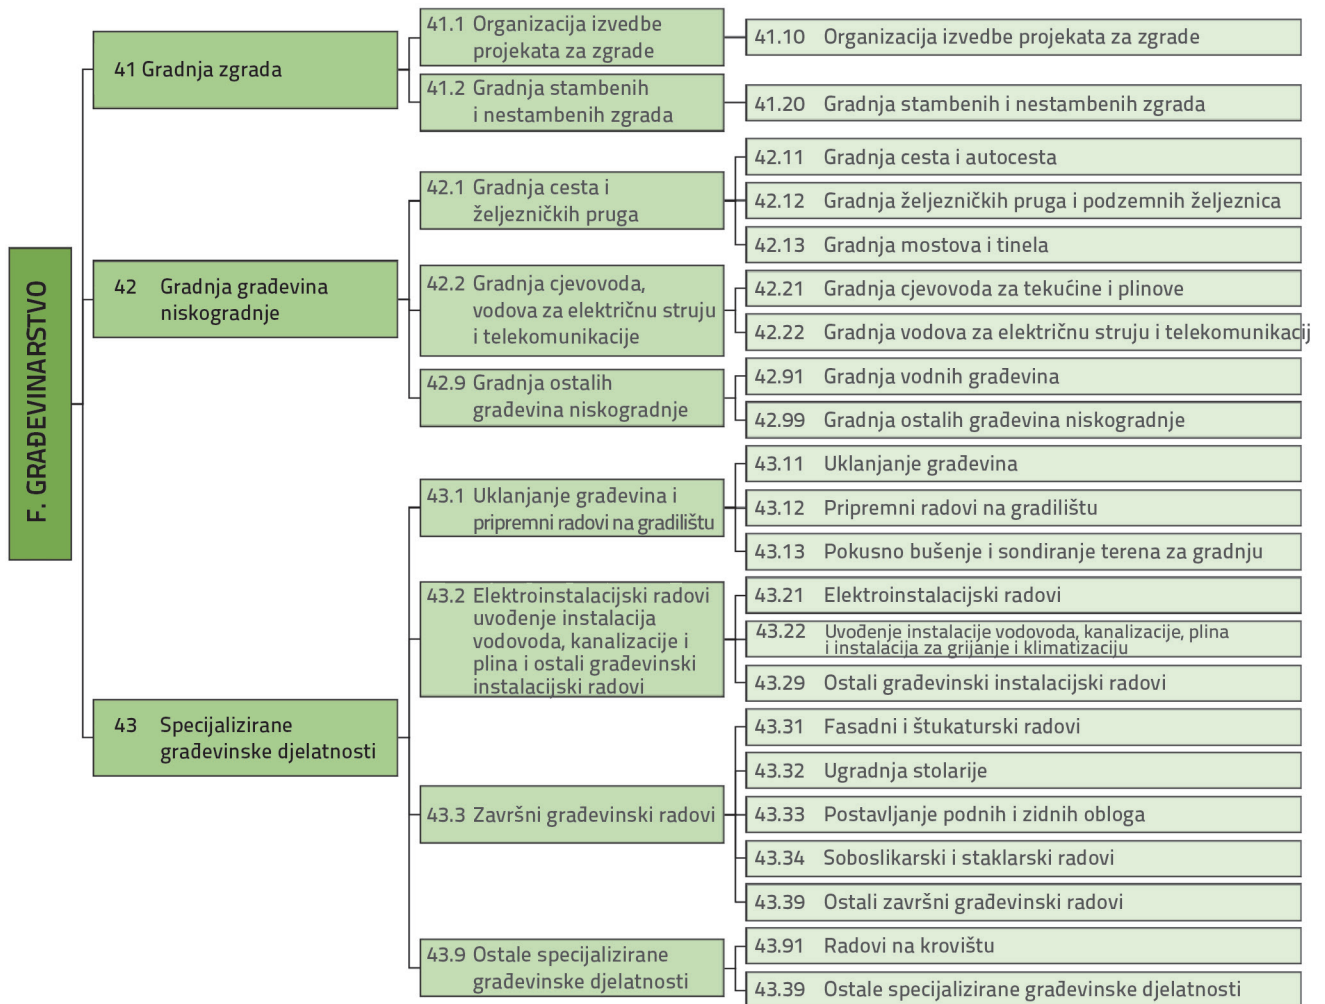 F. GRAĐEVINARSTVO
41 Gradnja zgrada
41.1 Organizacija izvedbe
projekata za zgrade
41.10 Organizacija izvedbe projekata za zgrade
41.2 Gradnja stambenih
i nestambenih zgrada
41.20 Gradnja stambenih i nestambenih zgrada
42 Gradnja građevina
niskogradnje
42.1 Gradnja cesta i
željezničkih pruga
42.11 Gradnja cesta i autocesta
42.12 Gradnja željezničkih pruga i podzemnih željeznica
42.13 Gradnja mostova i tinela
42.2 Gradnja cjevovoda,
vodova za električnu struju
i telekomunikacije
42.21 Gradnja cjevovoda za tekućine i plinove
42.22 Gradnja vodova za električnu struju i telekomunikacij
42.9 Gradnja ostalih
građevina niskogradnje
42.91 Gradnja vodnih građevina
42.99 Gradnja ostalih građevina niskogradnje
43 Specijalizirane
građevinske djelatnosti
43.1 Uklanjanje građevina i
pripremni radovi na gradilištu
43.11 Uklanjanje građevina
43.12 Pripremni radovi na gradilištu
43.13 Pokusno bušenje i sondiranje terena za gradnju
43.2 Elektroinstalacijski radovi
uvođenje instalacija
vodovoda, kanalizacije i
plina i ostali građevinski
instalacijski radovi
43.21 Elektroinstalacijski radovi
43.22 Uvođenje instalacije vodovoda, kanalizacije, plina
i instalacija za grijanje i klimatizaciju
43.29 Ostali građevinski instalacijski radovi
43.3 Završni građevinski radovi
43.31 Fasadni i štukaturski radovi
43.32 Ugradnja stolarije
43.33 Postavljanje podnih i zidnih obloga
43.34 Soboslikarski i staklarski radovi
43.39 Ostali završni građevinski radovi
43.9 Ostale specijalizirane
građevinske djelatnosti
43.91 Radovi na krovištu
43.39 Ostale specijalizirane građevinske djelatnosti